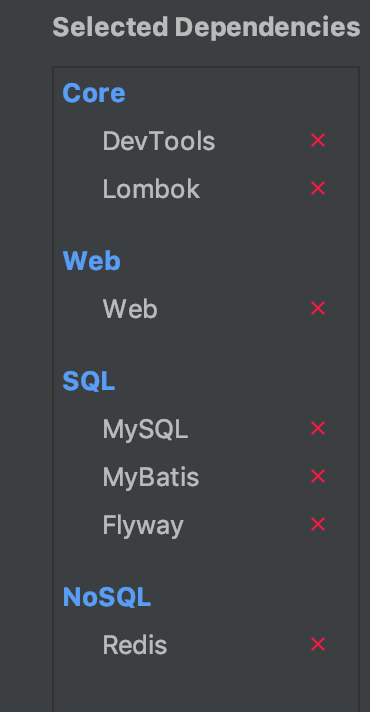 Selected Dependencies
Core
DevTools
Lombok
Web
Web
SQL
MySQL
MyBatis
Flyway
NoSQL
Redis